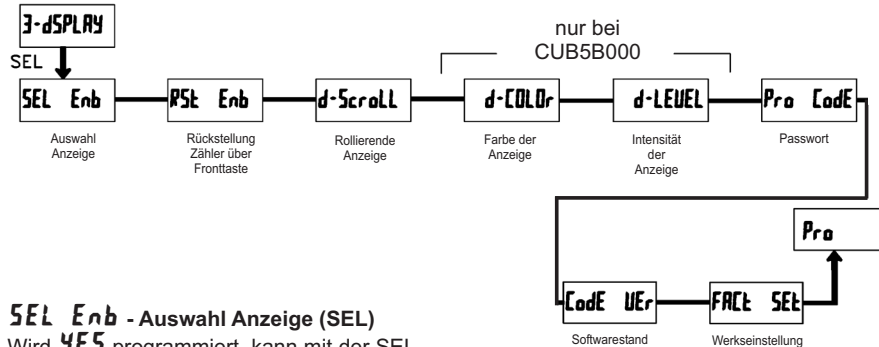 3-dSPLAY
nur bei
CUB5B000
SEL
SEL Enb
RSt Enb
d-ScroLL
d-COLOr
d-LEVEL
Pro CodE
Auswahl
Anzeige
Rückstellung
Zähler über
Fronttaste
Rollierende
Anzeige
Farbe der
Anzeige
Intensität
der
Anzeige
Passwort
Pro
CodE VEr
FACt SEt
Softwarestand
Werkseinstellung
SEL Enb - Auswahl Anzeige (SEL)
Wird YES programmiert, kann mit der SEL